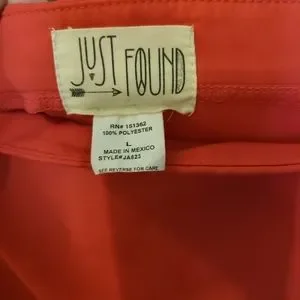 JUST
FOUND
RN# 151362
100% POLYESTER
L
MADE IN MEXICO
STYLE#JA823
SEE REVERSE FOR CARE